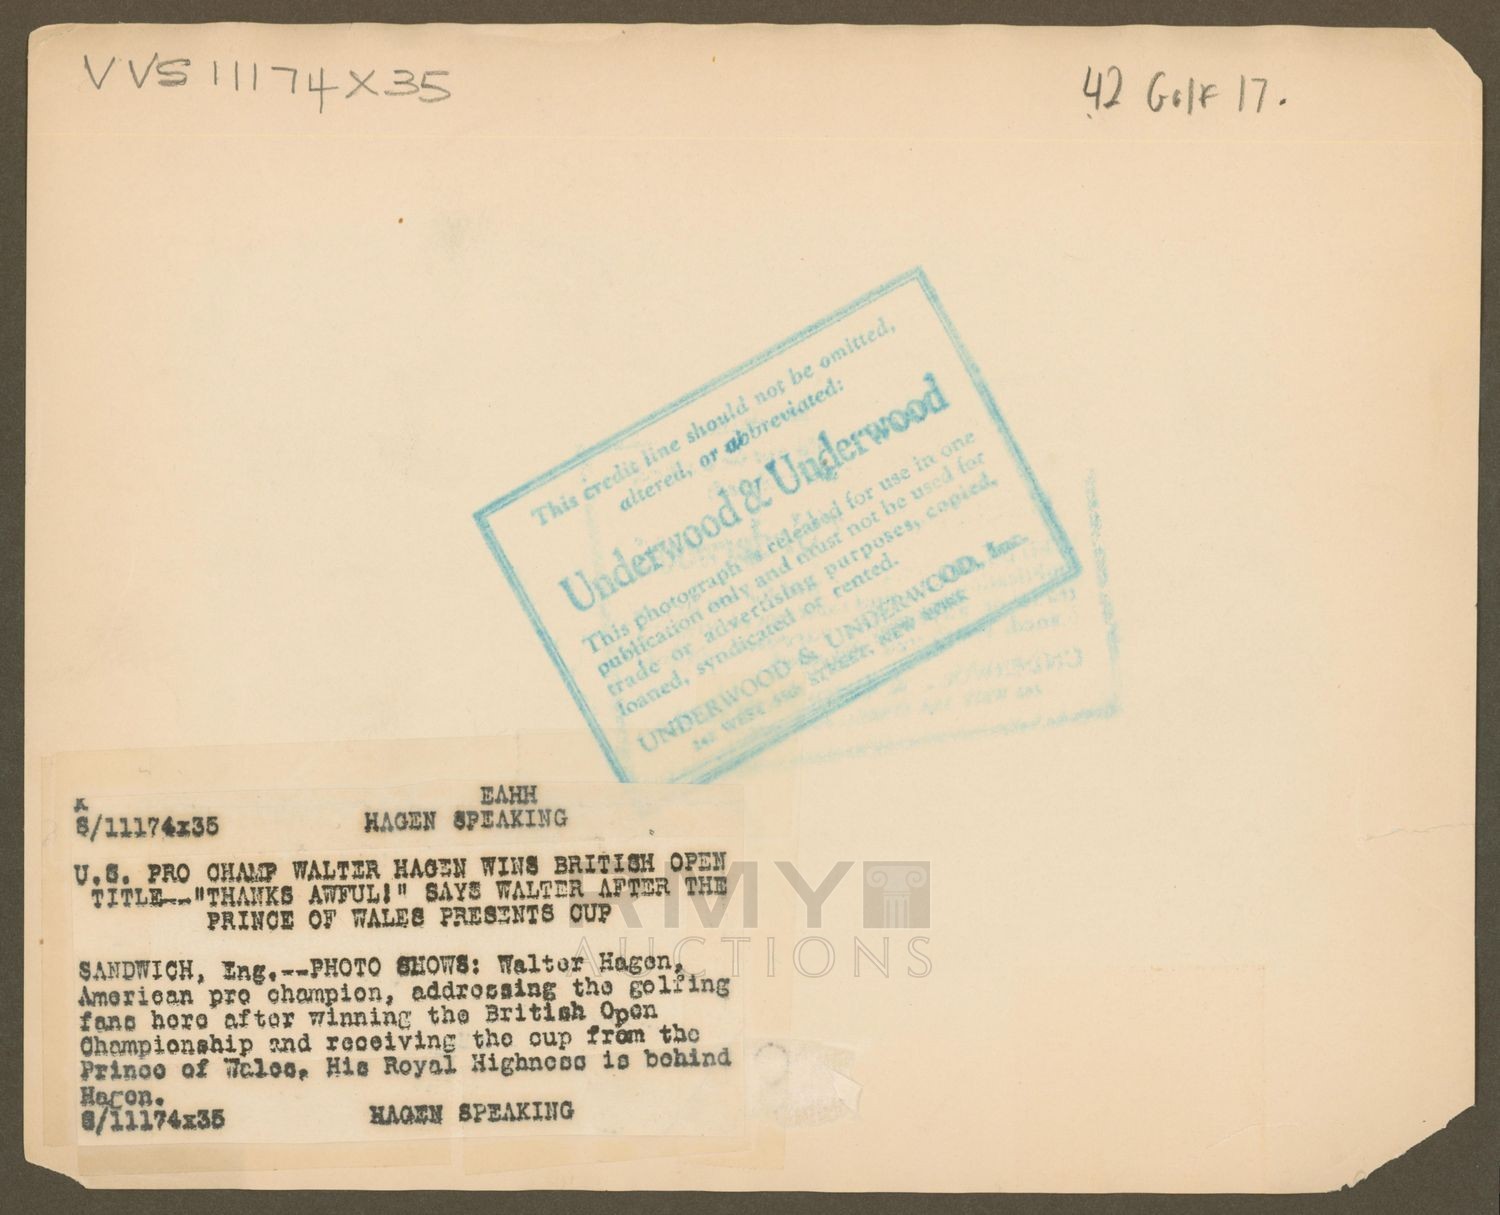 VVS11174X35
42 Golf 17.
This credit line should not be omitted,
altered, or abbreviated:
Underwood & Underwood
This photograph is released for use in one
publication only and must not be used for
trade or advertising purposes, copied,
loaned, syndicated or rented.
UNDERWOOD & UNDERWOOD, Inc.
STREET, NEW YORK
K
EAHH
S/11174x35 HAGEN SPEAKING
U.S. PRO CHAMP WALTER HAGEN WINS BRITISH OPEN
TITLE--"THANKS AWFUL!" SAYS WALTER AFTER THE
PRINCE OF WALES PRESENTS CUP
SANDWICH, Eng.--PHOTO SHOWS: Walter Hagen,
American pro champion, addressing the golfing
fans here after winning the British Open
Championship and receiving the cup from the
Prince of Wales. His Royal Highness is behind
Hagen.
S/11174x35 HAGEN SPEAKING
RMY
AUCTIONS